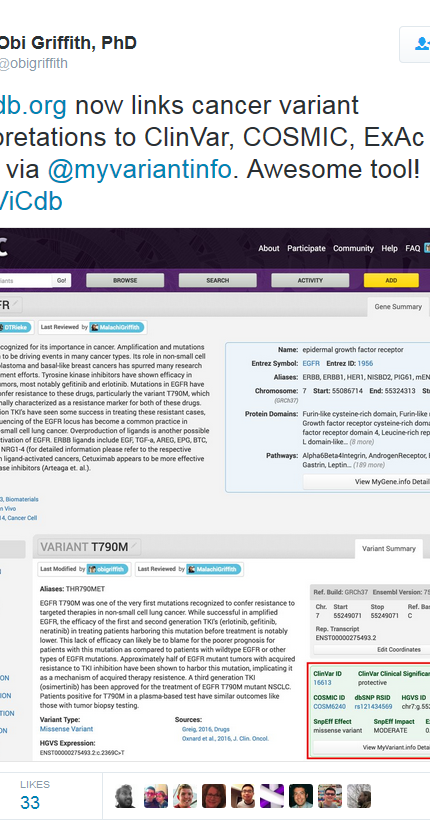 Obi Griffith, PhD
@obigriffith
db.org now links cancer variant
pretations to ClinVar, COSMIC, ExAc
via @myvariantinfo. Awesome tool!
ViCdb
About Participate Community Help FAQ
iants Go! BROWSE SEARCH ACTIVITY ADD
FR
Gene Summary
DTRieke Last Reviewed by MalachiGriffith
cognized for its importance in cancer. Amplification and mutations
n to be driving events in many cancer types. Its role in non-small cell
blastoma and basal-like breast cancers has spurred many research
ment efforts. Tyrosine kinase inhibitors have shown efficacy in
umors, most notably gefitinib and erlotinib. Mutations in EGFR have
onfer resistance to these drugs, particularly the variant T790M, which
nally characterized as a resistance marker for both of these drugs.
ion TKI's have seen some success in treating these resistant cases,
quencing of the EGFR locus has become a common practice in
small cell lung cancer. Overproduction of ligands is another possible
ctivation of EGFR. ERBB ligands include EGF, TGF-a, AREG, EPG, BTC,
NRG1-4 (for detailed information please refer to the respective
n ligand-activated cancers, Cetuximab appears to be more effective
ase inhibitors (Arteaga et. al.).
Name: epidermal growth factor receptor
Entrez Symbol: EGFR Entrez ID: 1956
Aliases: ERBB, ERBB1, HER1, NISBD2, PIG61, mEN
Chromosome: 7 Start: 55086714 End: 55324313 St
(GRCh37)
Protein Domains: Furin-like cysteine-rich domain, Furin-like r
Growth factor receptor cysteine-rich dom
factor receptor domain 4, Leucine-rich rep
L domain-like... (8 more)
Pathways: Alpha6Beta4Integrin, AndrogenReceptor, I
Gastrin, Leptin... (189 more)
View MyGene.info Detail
3, Biomaterials
n Vivo
14, Cancer Cell
VARIANT T790M
Variant Summary
Last Modified by obigriffith Last Reviewed by MalachiGriffith
Aliases: THR790MET
EGFR T790M was one of the very first mutations recognized to confer resistance to
targeted therapies in non-small cell lung cancer. While successful in amplified
EGFR, the efficacy of the first and second generation TKI's (erlotinib, gefitinib,
neratinib) in treating patients harboring this mutation before treatment is notably
lower. This lack of efficacy can likely to blame for the poorer prognosis for
patients with this mutation as compared to patients with wildtype EGFR or other
types of EGFR mutations. Approximately half of EGFR mutant tumors with acquired
resistance to TKI inhibition have been shown to harbor this mutation, implicating it
as a mechanism of acquired therapy resistance. A third generation TKI
(osimertinib) has been approved for the treatment of EGFR T790M mutant NSCLC.
Patients positive for T790M in a plasma-based test have similar outcomes like
those with tumor biopsy testing.
Variant Type:
Missense Variant
HGVS Expression:
ENST00000275493.2:c.2369C>T
Sources:
Greig, 2016, Drugs
Oxnard et al., 2016, J. Clin. Oncol.
Ref. Build: GRCh37 Ensembl Version: 75
Chr. Start Stop Ref. Bas
7 55249071 55249071 C
Rep. Transcript
ENST00000275493.2
Edit Coordinates
ClinVar ID ClinVar Clinical Significan
16613 protective
COSMIC ID dbSNP RSID HGVS ID
COSM6240 rs121434569 chr7:g.55
SnpEff Effect SnpEff Impact Ex
missense variant MODERATE 0.
View MyVariant.info Deta
ON
ION
TION
ON
LIKES
33